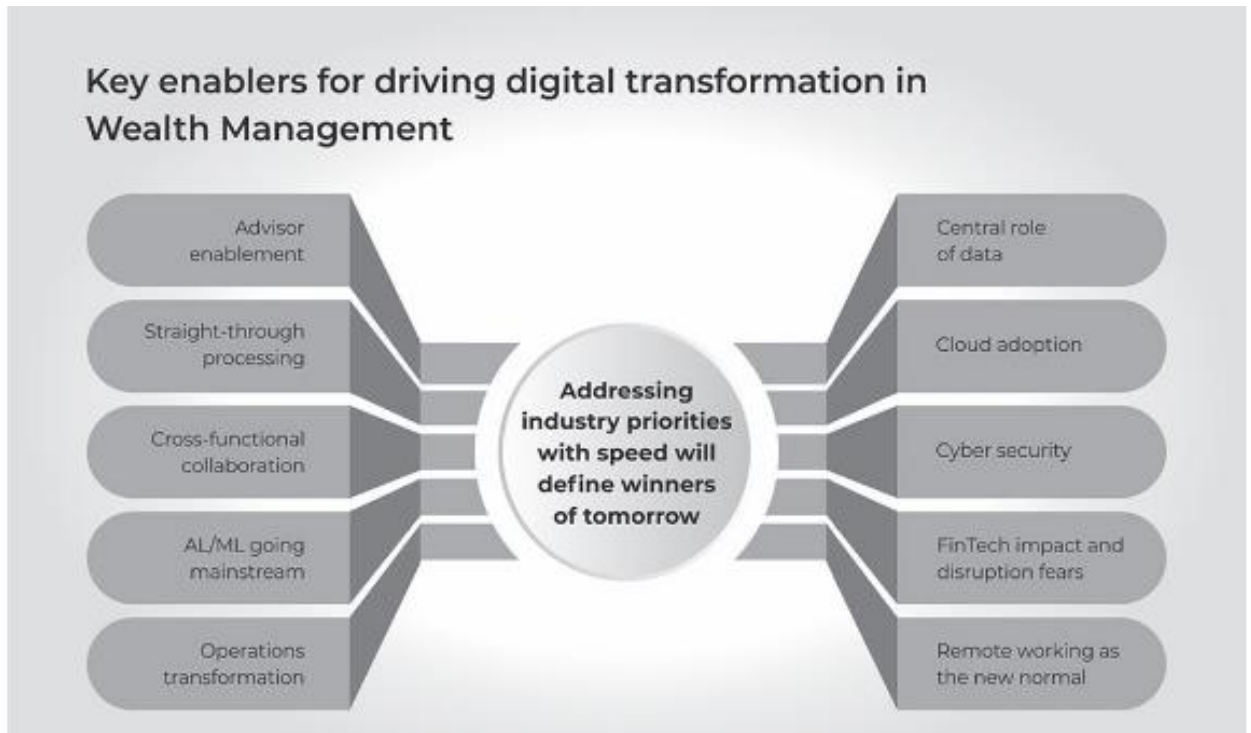 Key enablers for driving digital transformation in
Wealth Management
Advisor
enablement
Straight-through
processing
Cross-functional
collaboration
AL/ML going
mainstream
Operations
transformation
Addressing
industry priorities
with speed will
define winners
of tomorrow
Central role
of data
Cloud adoption
Cyber security
FinTech impact and
disruption fears
Remote working as
the new normal